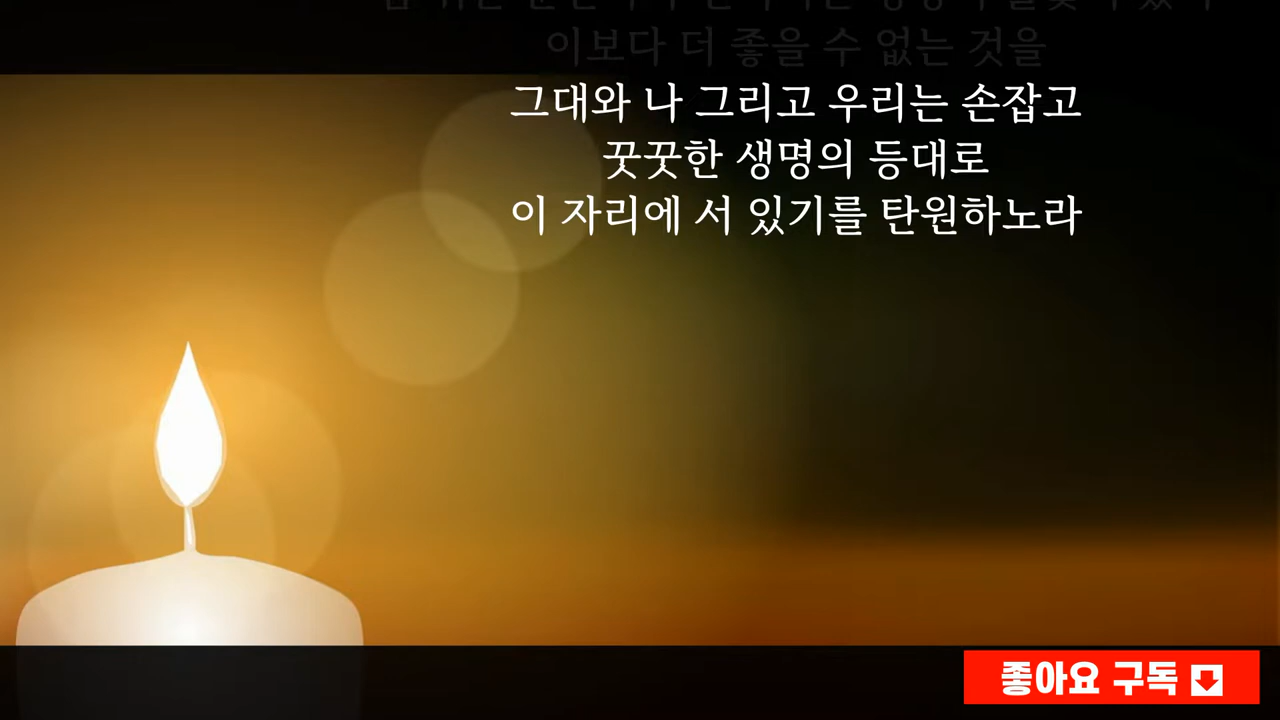 이보다 더 좋을 수 없는 것을
그대와 나 그리고 우리는 손잡고
꿋꿋한 생명의 등대로
이 자리에 서 있기를 탄원하노라
좋아요 구독